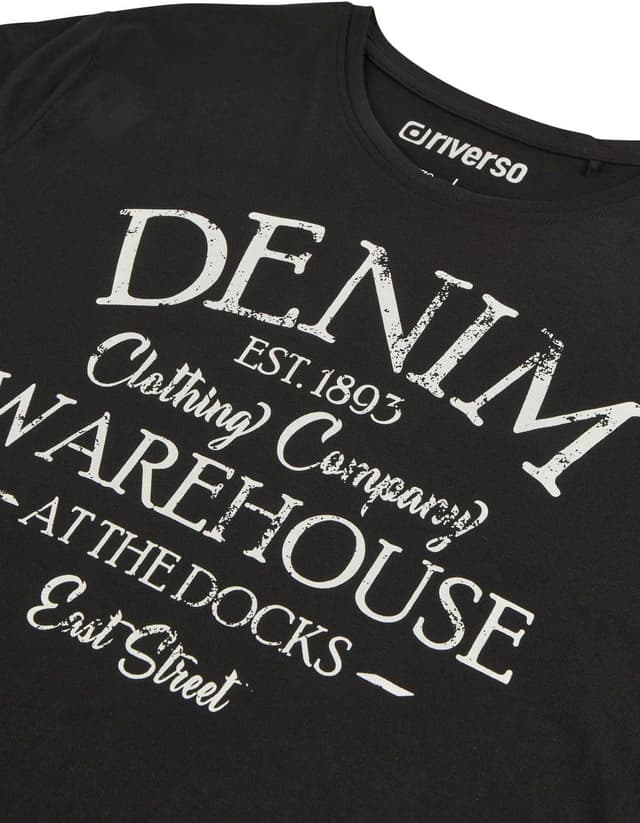 riverso
DENIM
EST. 1893
Clothing Company
WAREHOUSE
- AT THE DOCKS -
East Street